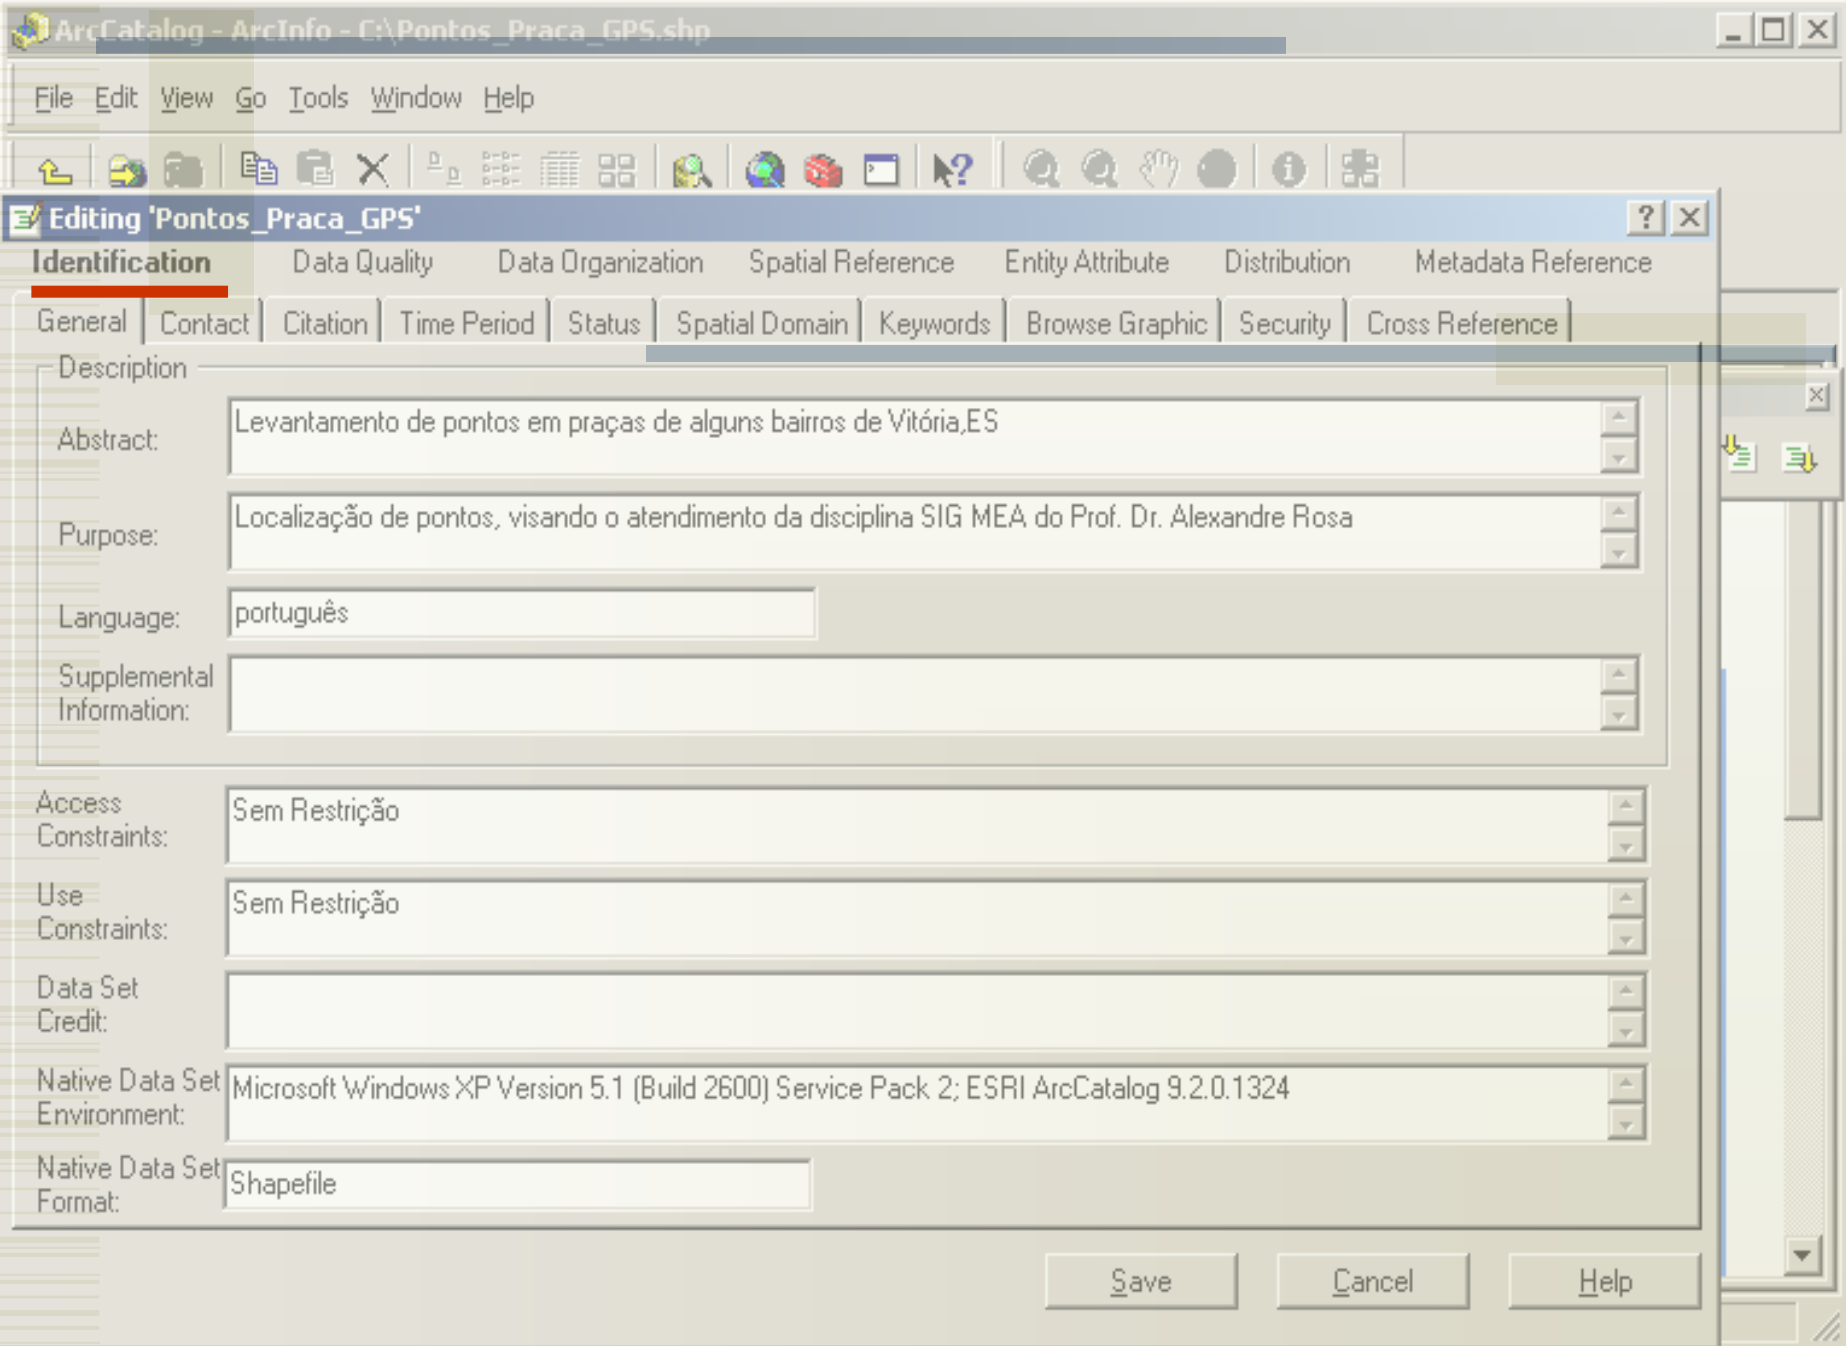 ArcCatalog - ArcInfo - C:\Pontos_Praca_GPS.shp
File Edit View Go Tools Window Help
Editing 'Pontos_Praca_GPS'
Identification Data Quality Data Organization Spatial Reference Entity Attribute Distribution Metadata Reference
General Contact Citation Time Period Status Spatial Domain Keywords Browse Graphic Security Cross Reference
Description
Abstract: Levantamento de pontos em praças de alguns bairros de Vitória,ES
Purpose: Localização de pontos, visando o atendimento da disciplina SIG MEA do Prof. Dr. Alexandre Rosa
Language: português
Supplemental
Information:
Access
Constraints: Sem Restrição
Use
Constraints: Sem Restrição
Data Set
Credit:
Native Data Set
Environment: Microsoft Windows XP Version 5.1 (Build 2600) Service Pack 2; ESRI ArcCatalog 9.2.0.1324
Native Data Set
Format: Shapefile
Save Cancel Help